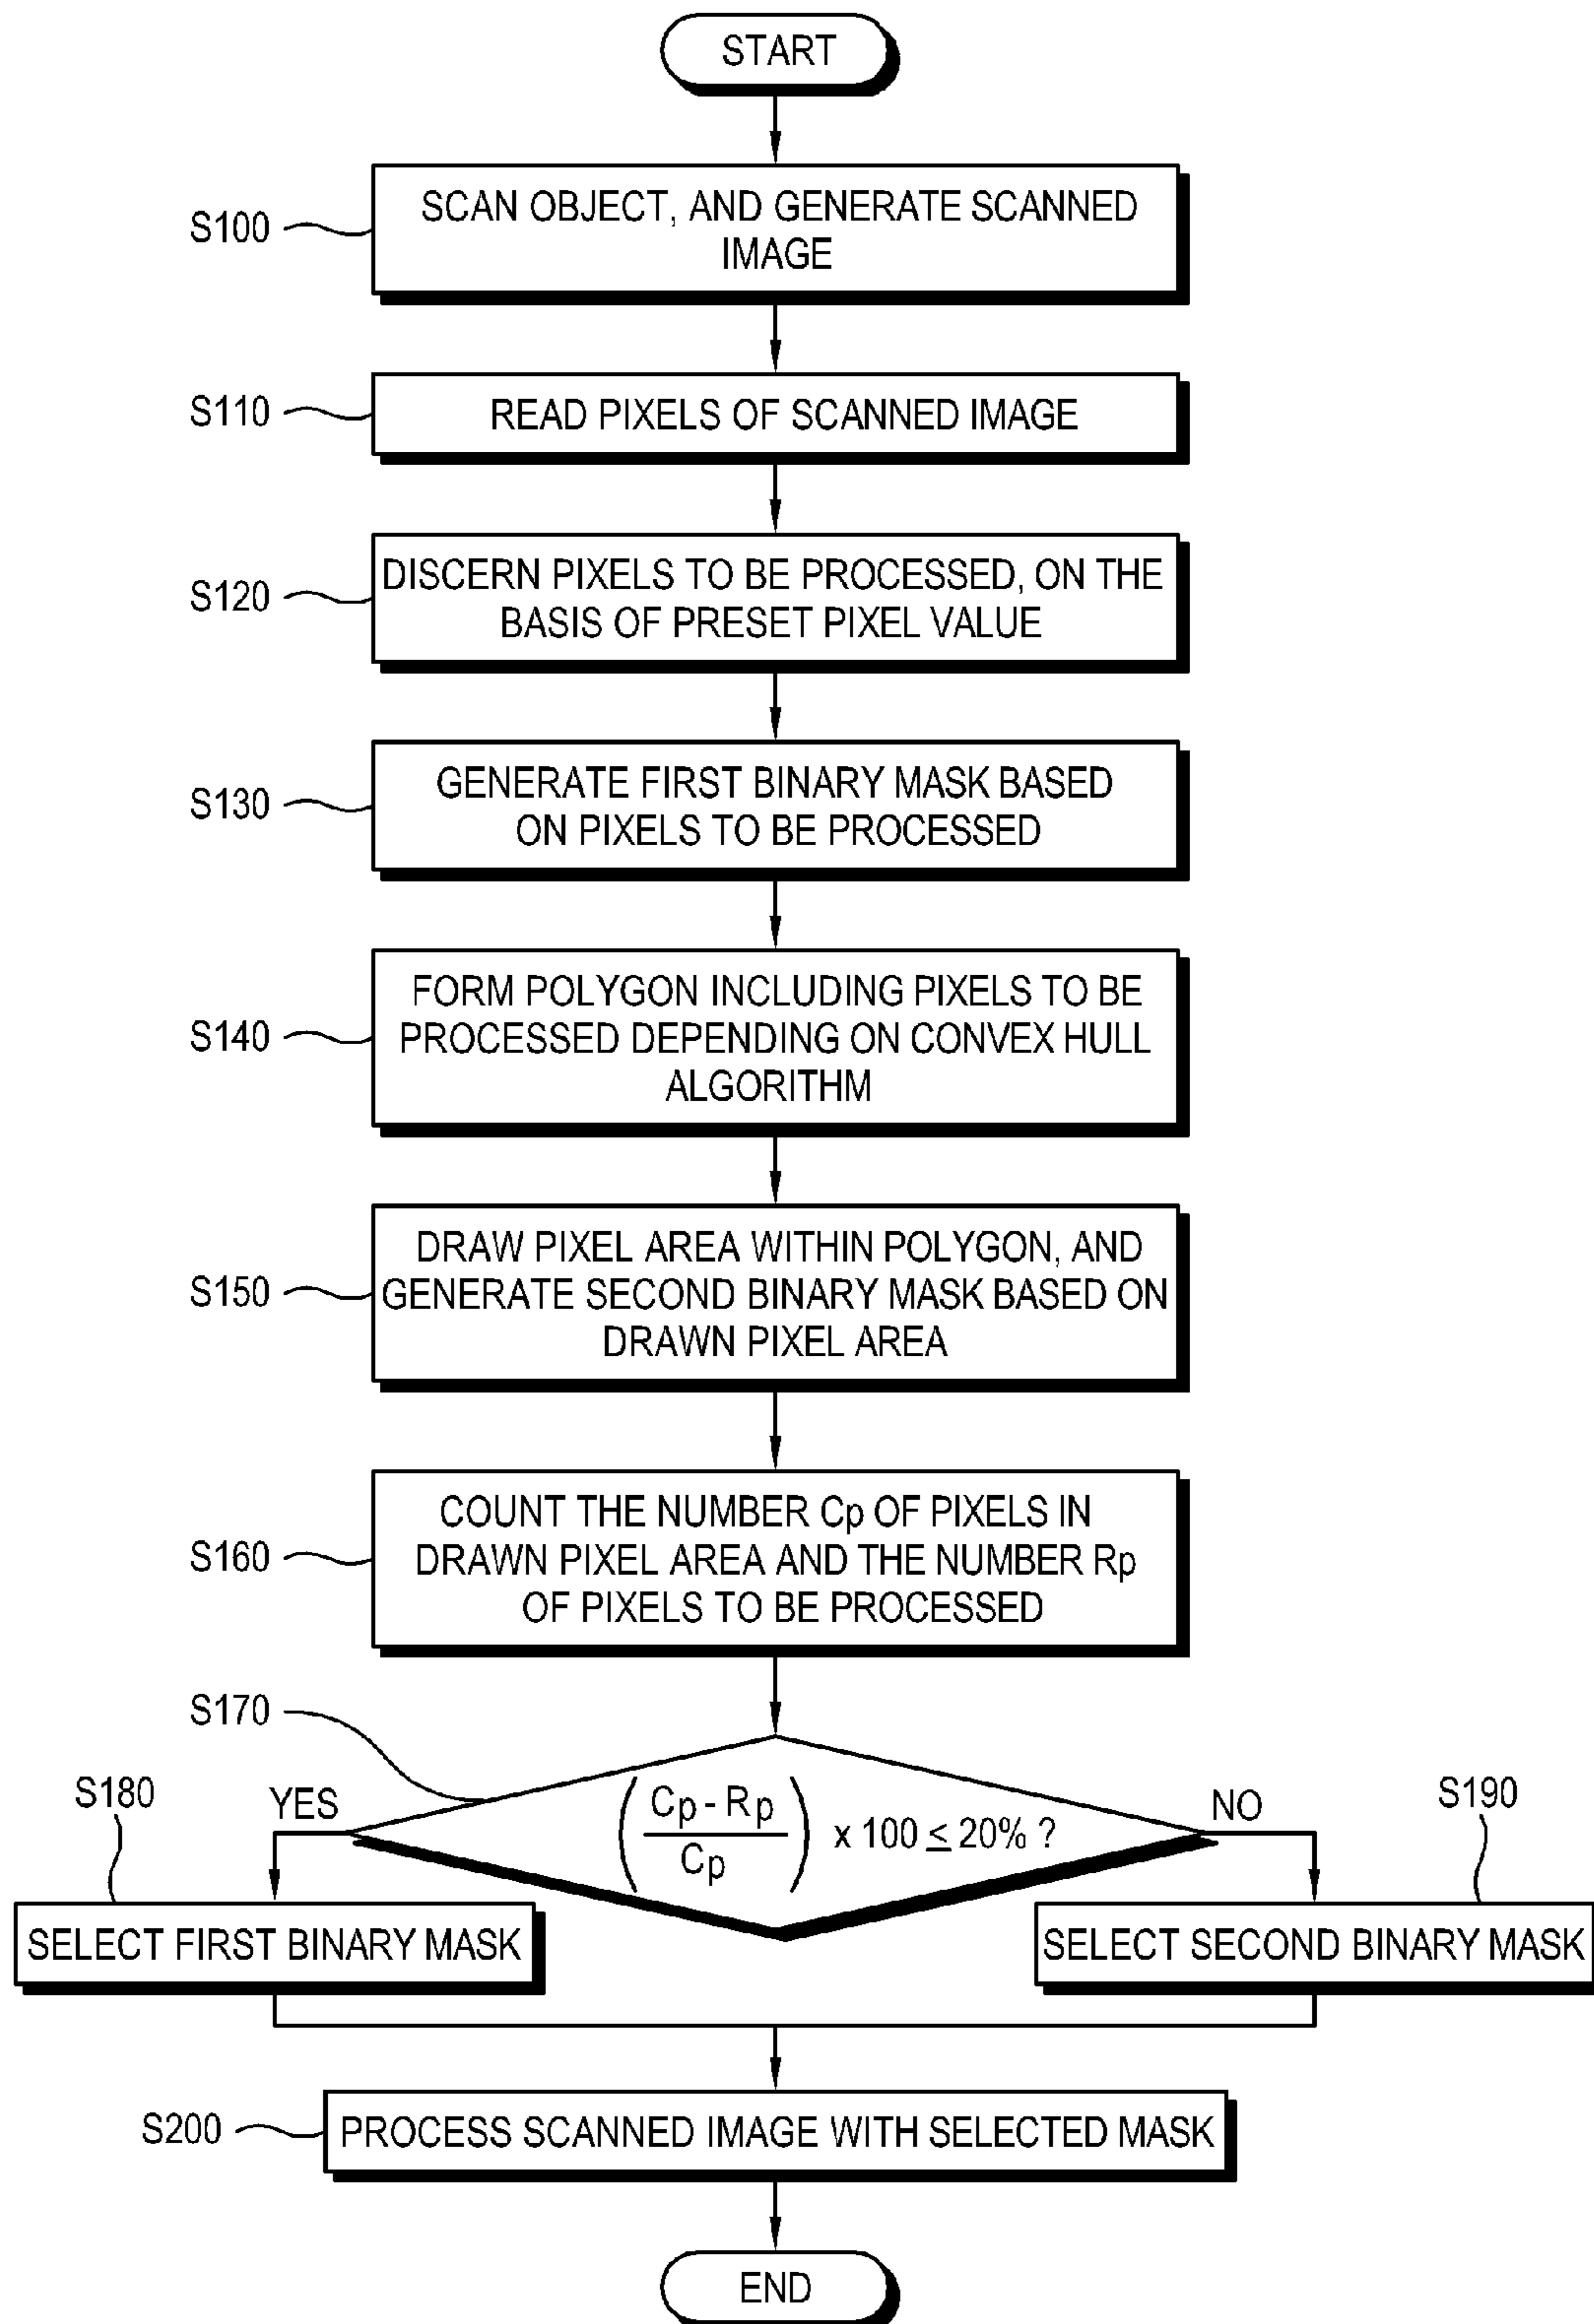 START
S100
SCAN OBJECT, AND GENERATE SCANNED
IMAGE
S110
READ PIXELS OF SCANNED IMAGE
S120
DISCERN PIXELS TO BE PROCESSED, ON THE
BASIS OF PRESET PIXEL VALUE
S130
GENERATE FIRST BINARY MASK BASED
ON PIXELS TO BE PROCESSED
S140
FORM POLYGON INCLUDING PIXELS TO BE
PROCESSED DEPENDING ON CONVEX HULL
ALGORITHM
S150
DRAW PIXEL AREA WITHIN POLYGON, AND
GENERATE SECOND BINARY MASK BASED ON
DRAWN PIXEL AREA
S160
COUNT THE NUMBER Cp OF PIXELS IN
DRAWN PIXEL AREA AND THE NUMBER Rp
OF PIXELS TO BE PROCESSED
S170
(Cp - Rp / Cp) x 100 ≤ 20% ?
YES
NO
S180
SELECT FIRST BINARY MASK
S190
SELECT SECOND BINARY MASK
S200
PROCESS SCANNED IMAGE WITH SELECTED MASK
END